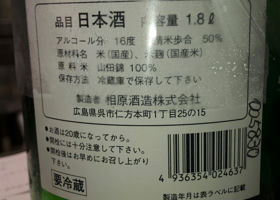 品目 日本酒 内容量 1.8ℓ
アルコール分 16度 精米歩合 50%
原材料名 米(国産)、米麹(国産米)
原料米 山田錦 100%
保存方法 冷蔵庫で保存して下さい
製造者 相原酒造株式会社
広島県呉市仁方本町1丁目25の15
●お酒は20歳になってから。
●開栓には十分注意して下さい。
●開栓後はお早めにお召し上がり下さい。
要冷蔵
4 936354 024637
製造年月は表ラベルに記載